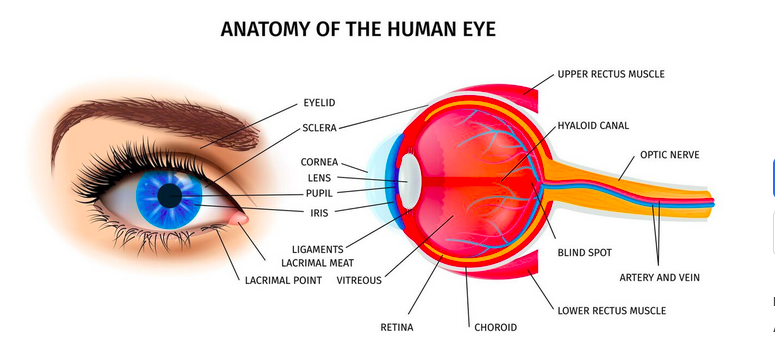 ANATOMY OF THE HUMAN EYE
UPPER RECTUS MUSCLE
EYELID
SCLERA
HYALOID CANAL
OPTIC NERVE
CORNEA
LENS
PUPIL
IRIS
LIGAMENTS
LACRIMAL MEAT
LACRIMAL POINT
VITREOUS
BLIND SPOT
ARTERY AND VEIN
LOWER RECTUS MUSCLE
RETINA
CHOROID